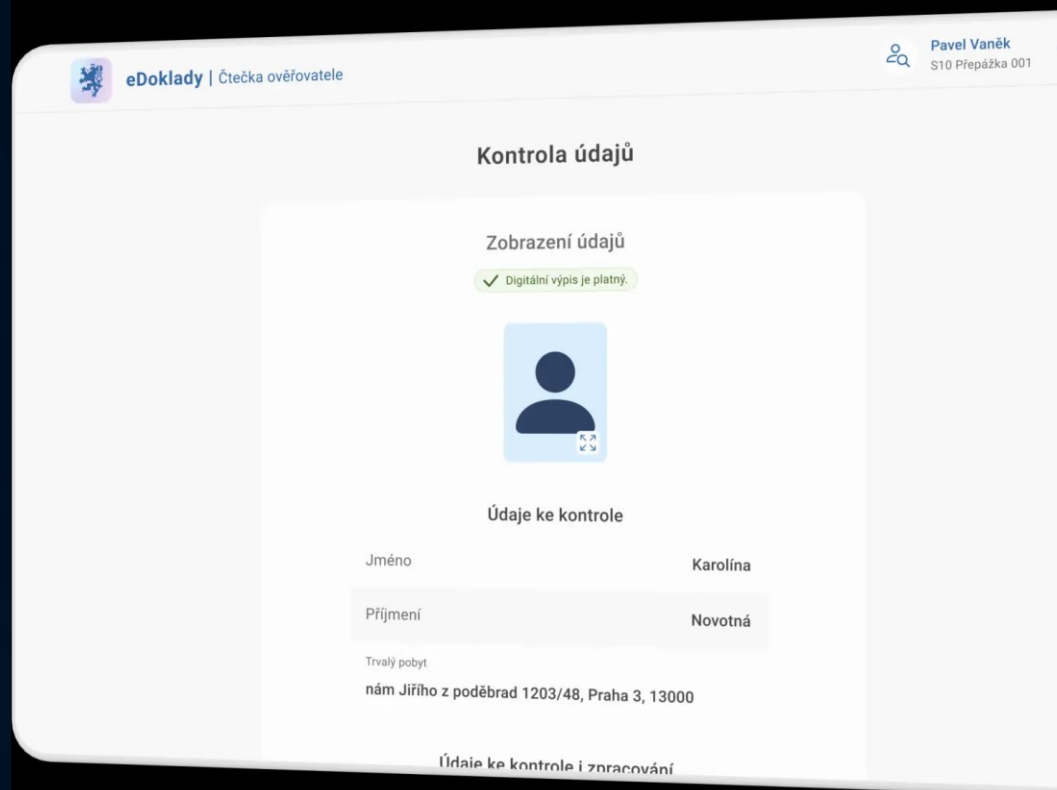 eDoklady | Čtečka ověřovatele
Pavel Vaněk
S10 Přepážka 001
Kontrola údajů
Zobrazení údajů
Digitální výpis je platný.
Údaje ke kontrole
Jméno Karolína
Příjmení Novotná
Trvalý pobyt
nám Jiřího z poděbrad 1203/48, Praha 3, 13000
Údaje ke kontrole i zpracování